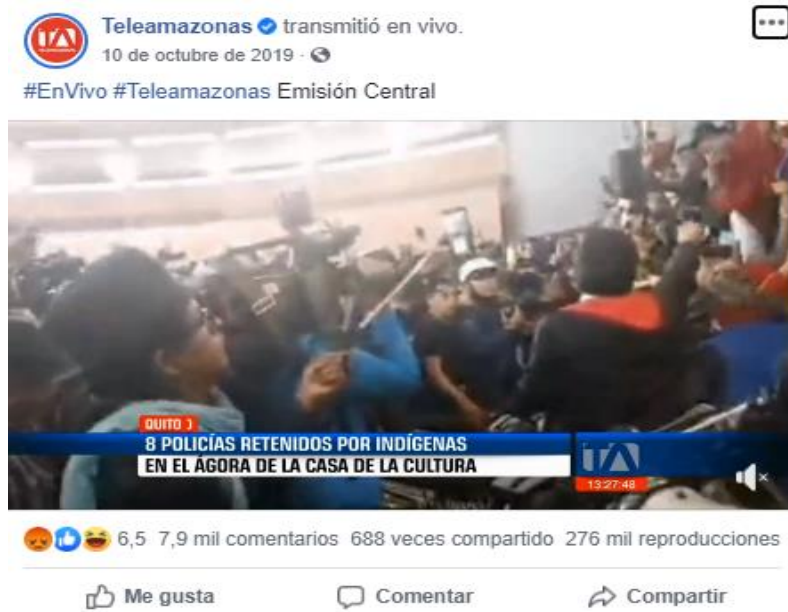 Teleamazonas transmitió en vivo.
10 de octubre de 2019 ·
#EnVivo #Teleamazonas Emisión Central
QUITO
8 POLICÍAS RETENIDOS POR INDÍGENAS
EN EL ÁGORA DE LA CASA DE LA CULTURA
13:27:48
6,5 7,9 mil comentarios 688 veces compartido 276 mil reproducciones
Me gusta Comentar Compartir